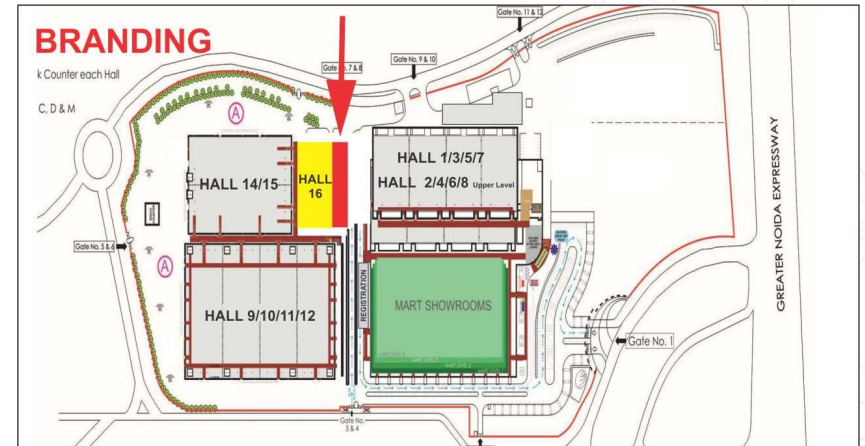 BRANDING
k Counter each Hall
C, D & M
Gate No. 11 & 12
Gate No. 9 & 10
Gate No. 7 & 8
A
HALL 14/15
HALL
16
HALL 1/3/5/7
HALL 2/4/6/8 Upper Level
GREATER NOIDA EXPRESSWAY
Gate No. 5 & 6
A
HALL 9/10/11/12
REGISTRATION
MART SHOWROOMS
Gate No. 1
Gate No.
3 & 4